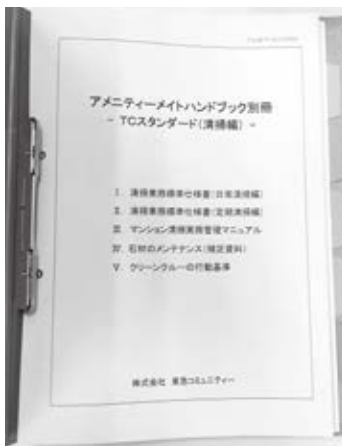 アメニティーメイトハンドブック別冊
- TCスタンダード(清掃編) -
Ⅰ. 清掃業務標準仕様書(日常清掃編)
Ⅱ. 清掃業務標準仕様書(定期清掃編)
Ⅲ. マンション清掃実務管理マニュアル
Ⅳ. 石材のメンテナンス(補足資料)
Ⅴ. クリーンクルーの行動基準
株式会社 東急コミュニティー